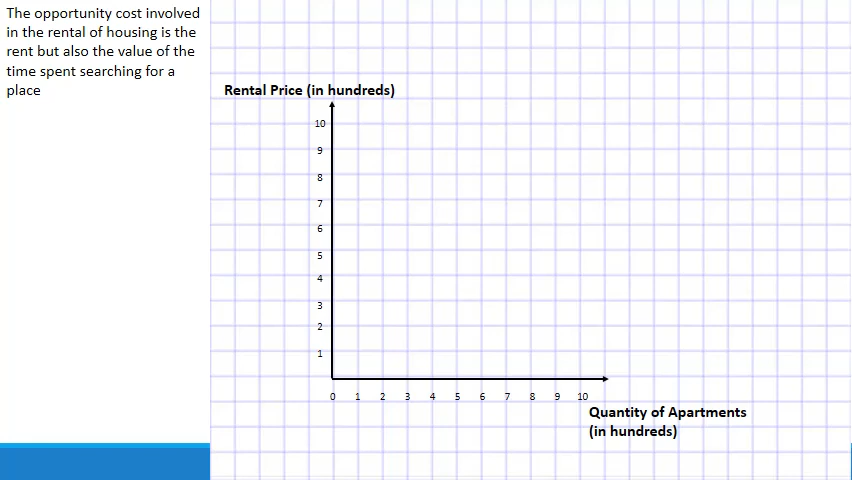 The opportunity cost involved
in the rental of housing is the
rent but also the value of the
time spent searching for a
place
Rental Price (in hundreds)
10
9
8
7
6
5
4
3
2
1
0 1 2 3 4 5 6 7 8 9 10
Quantity of Apartments
(in hundreds)